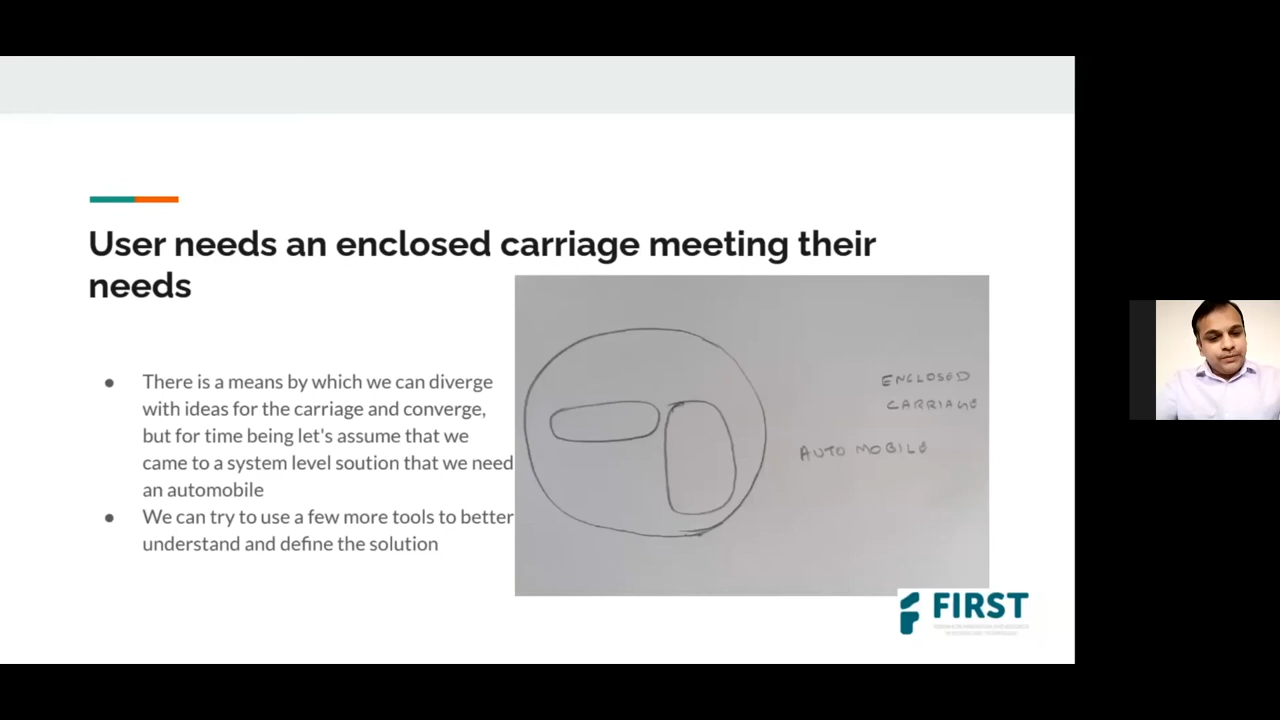 User needs an enclosed carriage meeting their
needs
● There is a means by which we can diverge
with ideas for the carriage and converge,
but for time being let's assume that we
came to a system level soution that we need
an automobile
● We can try to use a few more tools to better
understand and define the solution
ENCLOSED
CARRIAGE
AUTOMOBILE
FIRST